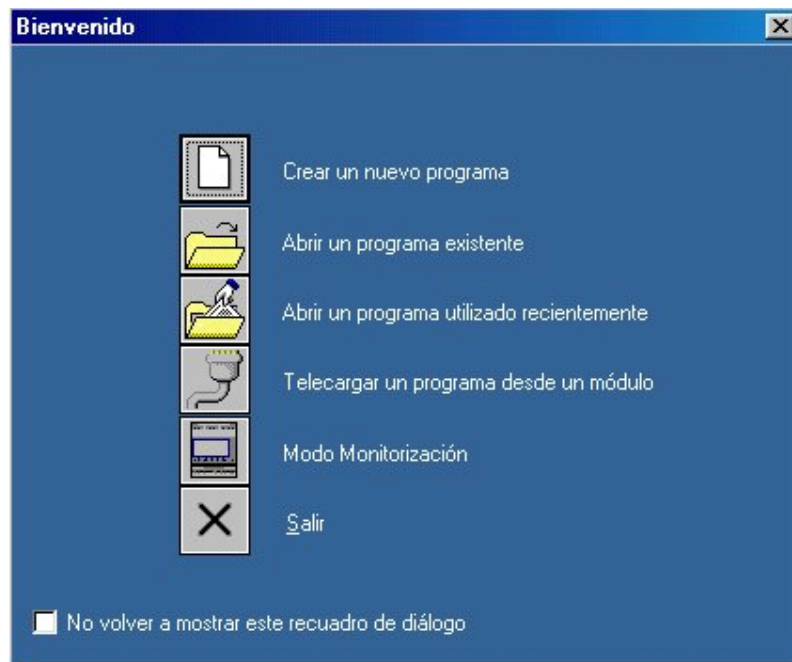 Bienvenido
Crear un nuevo programa
Abrir un programa existente
Abrir un programa utilizado recientemente
Telecargar un programa desde un módulo
Modo Monitorización
Salir
No volver a mostrar este recuadro de diálogo